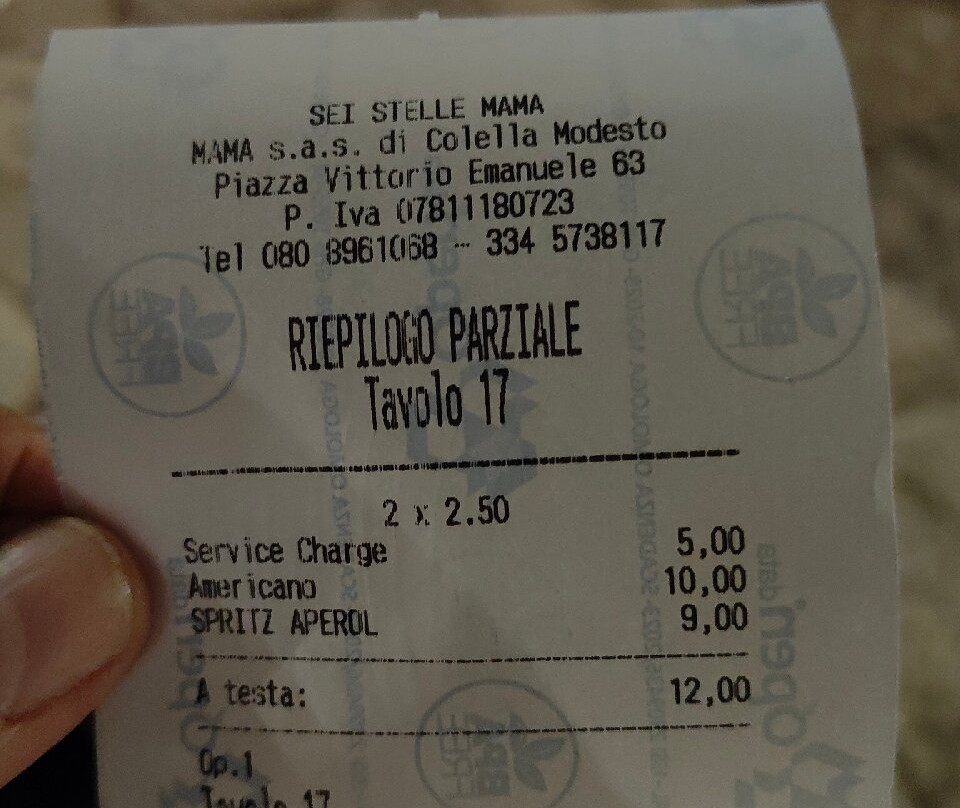 SEI STELLE MAMA
MAMA s.a.s. di Colella Modesto
Piazza Vittorio Emanuele 63
P. Iva 07811180723
Tel 080 8961068 - 334 5738117
RIEPILOGO PARZIALE
Tavolo 17
2 x 2.50
Service Charge 5,00
Americano 10,00
SPRITZ APEROL 9,00
A testa: 12,00
Op.1
Tavolo 17